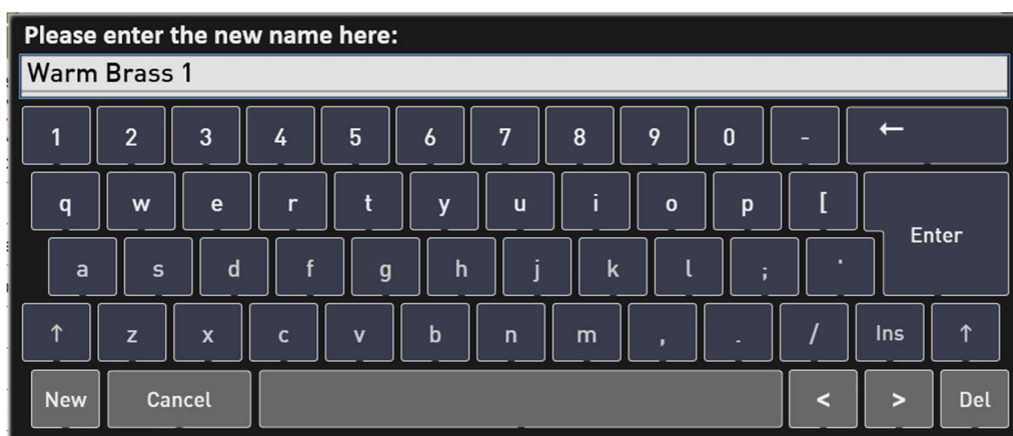 Please enter the new name here:
Warm Brass 1
1 2 3 4 5 6 7 8 9 0 - ←
q w e r t y u i o p [
Enter
a s d f g h j k l ; '
↑ z x c v b n m , . / Ins ↑
New Cancel < > Del